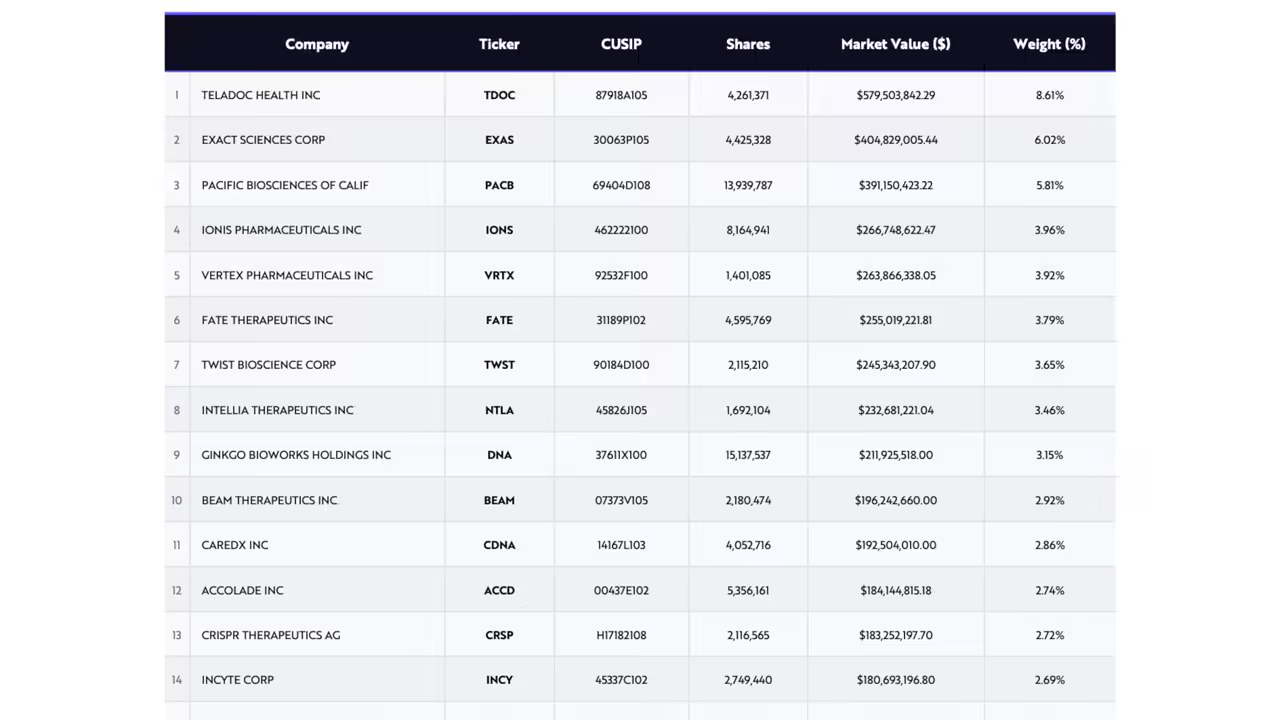 Company Ticker CUSIP Shares Market Value ($) Weight (%)
1 TELADOC HEALTH INC TDOC 87918A105 4,261,371 $579,503,842.29 8.61%
2 EXACT SCIENCES CORP EXAS 30063P105 4,425,328 $404,829,005.44 6.02%
3 PACIFIC BIOSCIENCES OF CALIF PACB 69404D108 13,939,787 $391,150,423.22 5.81%
4 IONIS PHARMACEUTICALS INC IONS 462222100 8,164,941 $266,748,622.47 3.96%
5 VERTEX PHARMACEUTICALS INC VRTX 92532F100 1,401,085 $263,866,338.05 3.92%
6 FATE THERAPEUTICS INC FATE 31189P102 4,595,769 $255,019,221.81 3.79%
7 TWIST BIOSCIENCE CORP TWST 90184D100 2,115,210 $245,343,207.90 3.65%
8 INTELLIA THERAPEUTICS INC NTLA 45826J105 1,692,104 $232,681,221.04 3.46%
9 GINKGO BIOWORKS HOLDINGS INC DNA 37611X100 15,137,537 $211,925,518.00 3.15%
10 BEAM THERAPEUTICS INC BEAM 07373V105 2,180,474 $196,242,660.00 2.92%
11 CAREDX INC CDNA 14167L103 4,052,716 $192,504,010.00 2.86%
12 ACCOLADE INC ACCD 00437E102 5,356,161 $184,144,815.18 2.74%
13 CRISPR THERAPEUTICS AG CRSP H17182108 2,116,565 $183,252,197.70 2.72%
14 INCYTE CORP INCY 45337C102 2,749,440 $180,693,196.80 2.69%